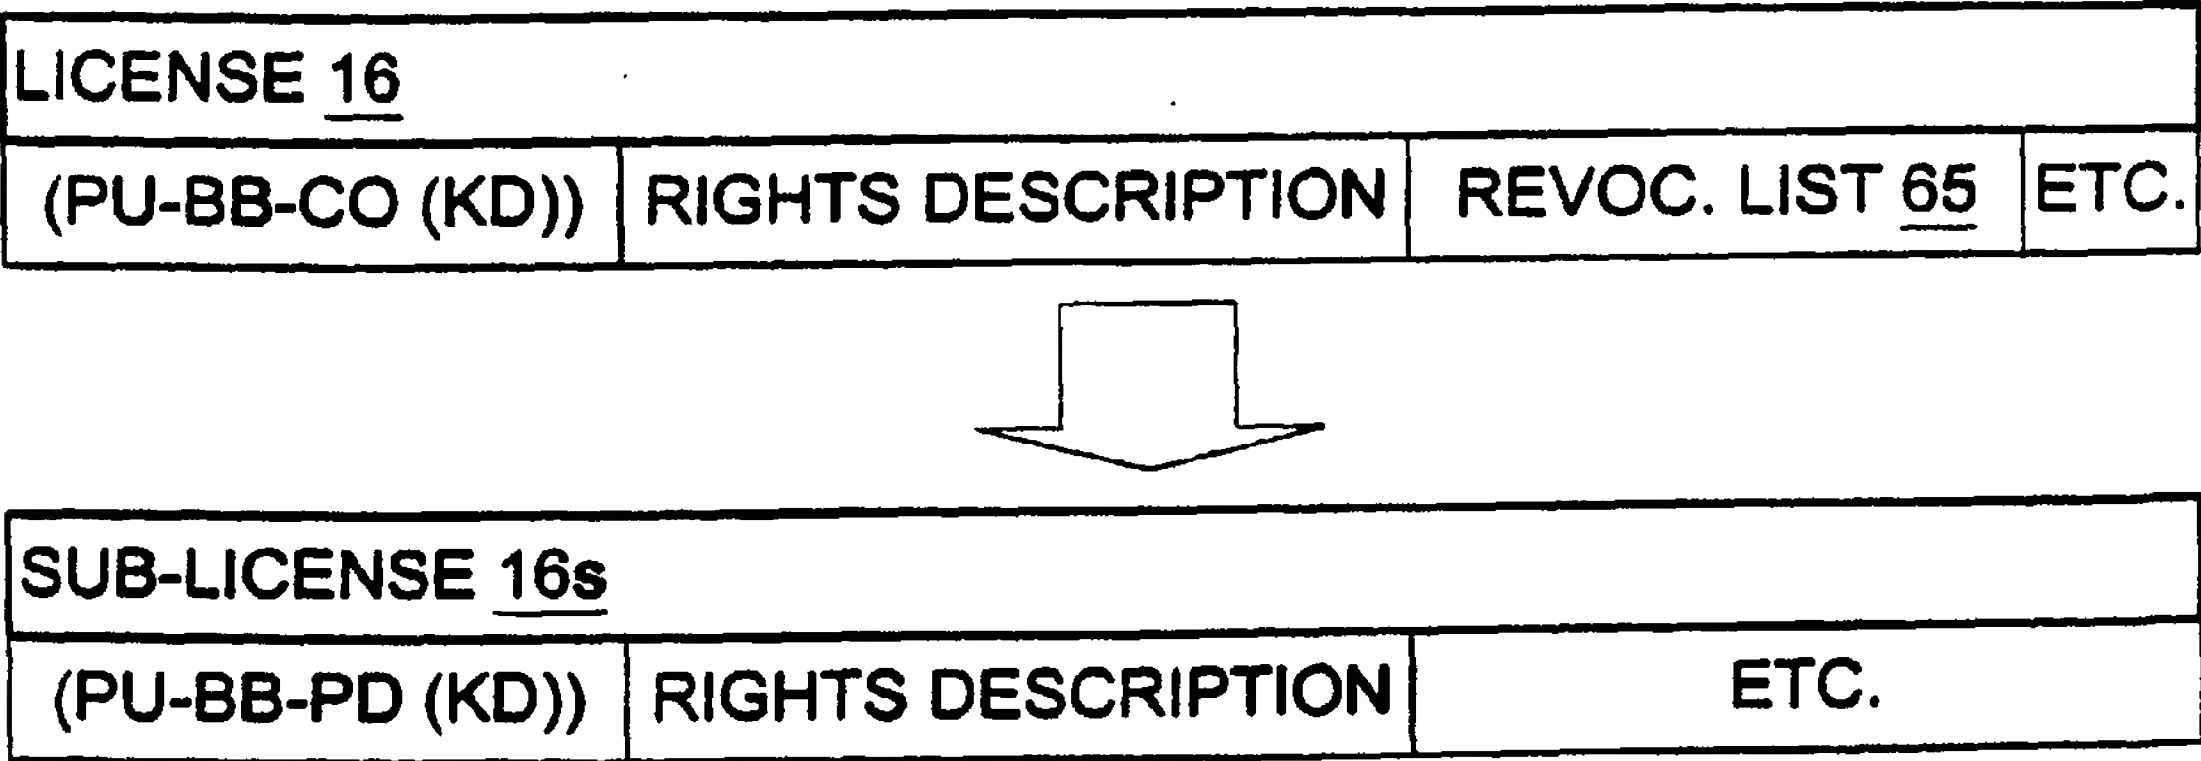 LICENSE 16
(PU-BB-CO (KD)) RIGHTS DESCRIPTION REVOC. LIST 65 ETC.
SUB-LICENSE 16s
(PU-BB-PD (KD)) RIGHTS DESCRIPTION ETC.